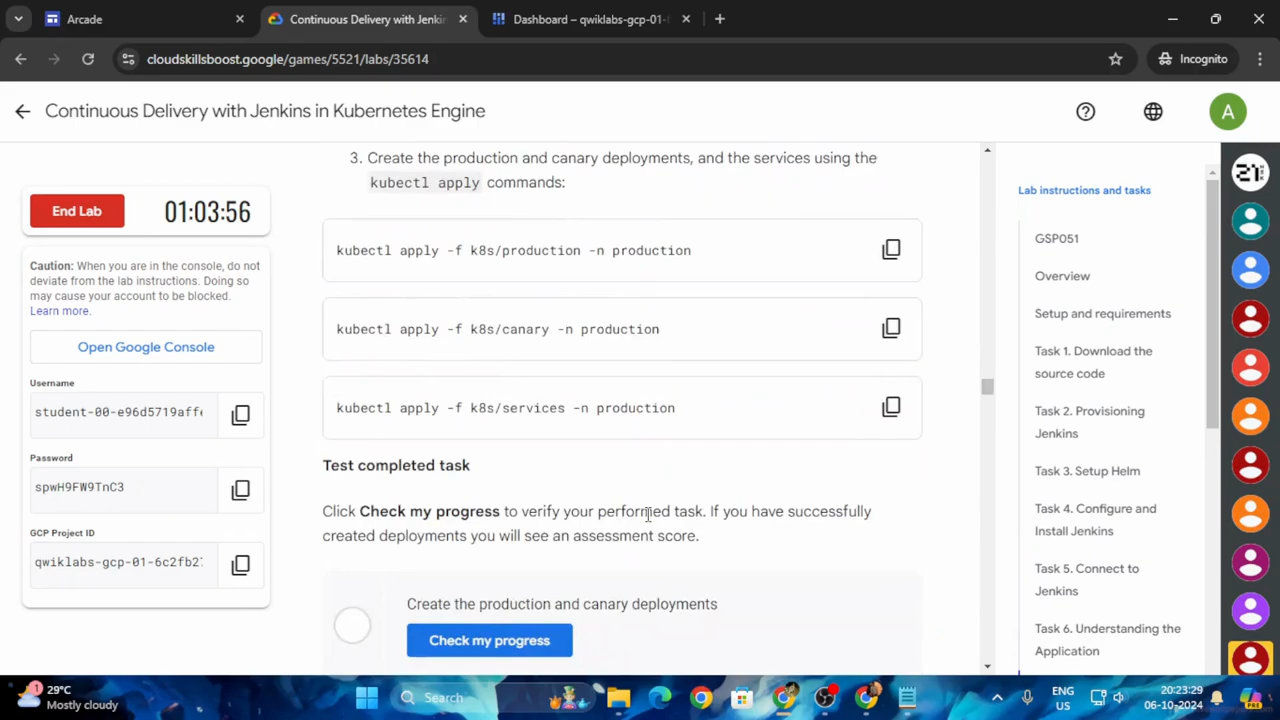 Arcade
Continuous Delivery with Jenkin
Dashboard – qwiklabs-gcp-01-
cloudskillsboost.google/games/5521/labs/35614
Incognito
Continuous Delivery with Jenkins in Kubernetes Engine
A
End Lab
01:03:56
Caution: When you are in the console, do not
deviate from the lab instructions. Doing so
may cause your account to be blocked.
Learn more.
Open Google Console
Username
student-00-e96d5719affe
Password
spwH9FW9TnC3
GCP Project ID
qwiklabs-gcp-01-6c2fb27
3. Create the production and canary deployments, and the services using the
kubectl apply commands:
kubectl apply -f k8s/production -n production
kubectl apply -f k8s/canary -n production
kubectl apply -f k8s/services -n production
Test completed task
Click Check my progress to verify your performed task. If you have successfully
created deployments you will see an assessment score.
Create the production and canary deployments
Check my progress
Lab instructions and tasks
GSP051
Overview
Setup and requirements
Task 1. Download the
source code
Task 2. Provisioning
Jenkins
Task 3. Setup Helm
Task 4. Configure and
Install Jenkins
Task 5. Connect to
Jenkins
Task 6. Understanding the
Application
1
29°C
Mostly cloudy
Search
ENG
US
20:23:29
06-10-2024
PRE